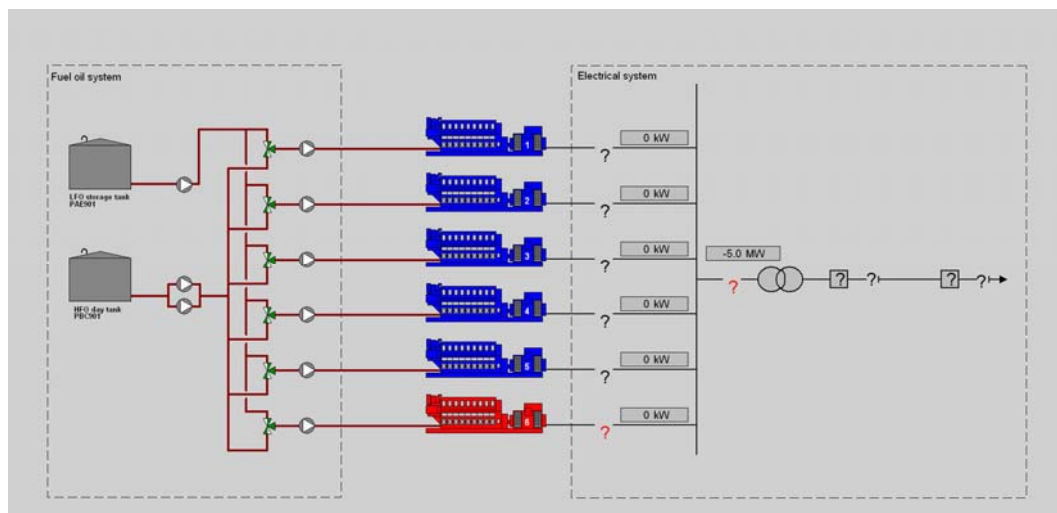 Fuel oil system
Electrical system
LFO storage tank
PAE901
HFO day tank
PBC901
1
0 kW
?
2
0 kW
?
3
0 kW
?
4
0 kW
?
5
0 kW
?
6
0 kW
?
-5.0 MW
? ? ? ? ?